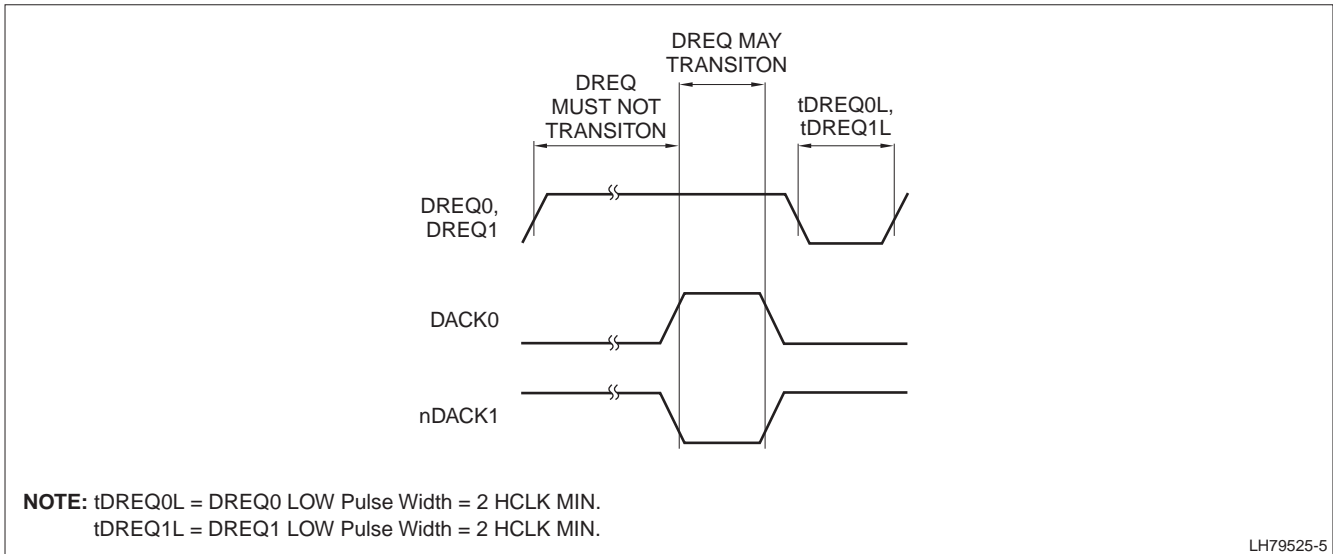 DREQ MAY
TRANSITON
DREQ
MUST NOT
TRANSITON
tDREQ0L,
tDREQ1L
DREQ0,
DREQ1
DACK0
nDACK1
NOTE: tDREQ0L = DREQ0 LOW Pulse Width = 2 HCLK MIN.
tDREQ1L = DREQ1 LOW Pulse Width = 2 HCLK MIN.
LH79525-5